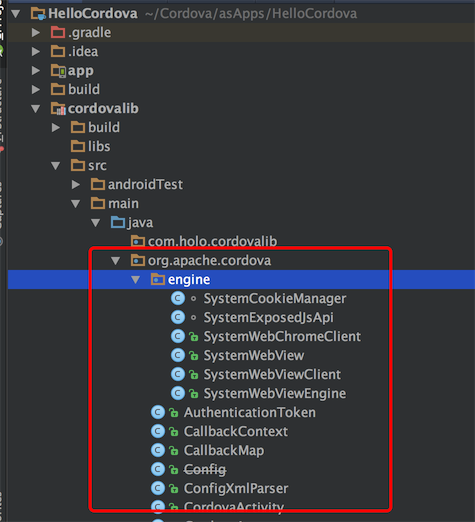 HelloCordova ~/Cordova/asApps/HelloCordova
.gradle
.idea
app
build
cordovalib
build
libs
src
androidTest
main
java
com.holo.cordovalib
org.apache.cordova
engine
SystemCookieManager
SystemExposedJsApi
SystemWebChromeClient
SystemWebView
SystemWebViewClient
SystemWebViewEngine
AuthenticationToken
CallbackContext
CallbackMap
Config
ConfigXmlParser
CordovaActivity